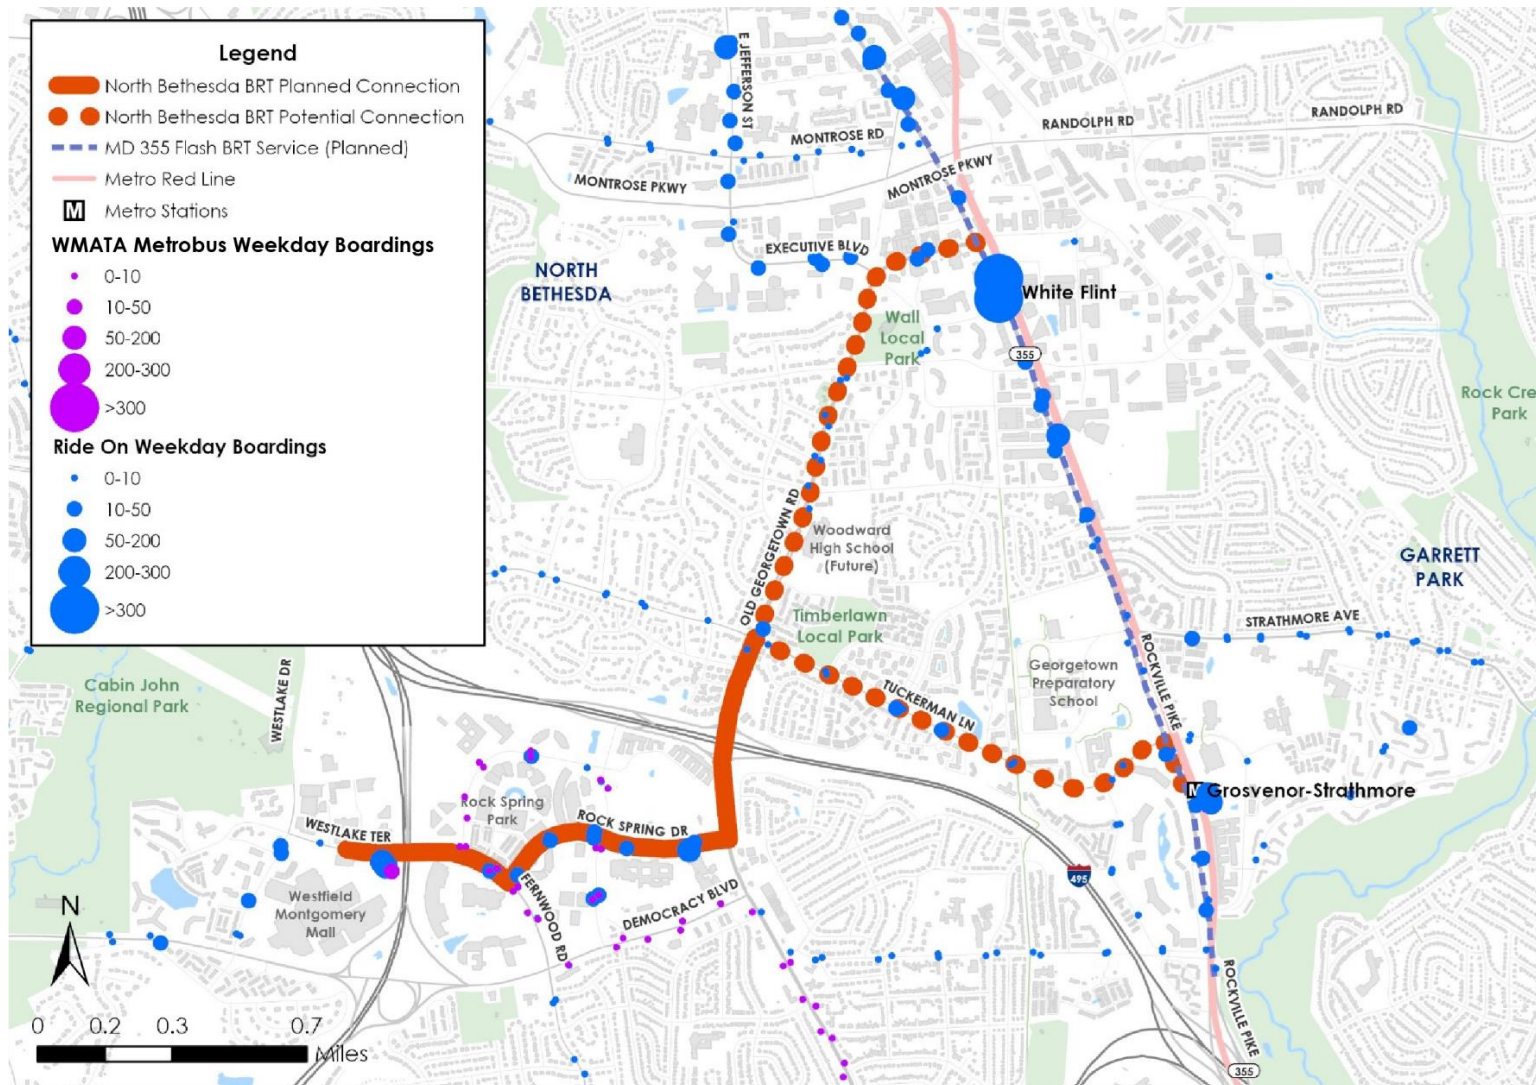 Legend
North Bethesda BRT Planned Connection
North Bethesda BRT Potential Connection
MD 355 Flash BRT Service (Planned)
Metro Red Line
M Metro Stations
WMATA Metrobus Weekday Boardings
0-10
10-50
50-200
200-300
>300
Ride On Weekday Boardings
0-10
10-50
50-200
200-300
>300
E JEFFERSON ST
MONTROSE RD
RANDOLPH RD
RANDOLPH RD
MONTROSE PKWY
MONTROSE PKWY
EXECUTIVE BLVD
NORTH
BETHESDA
White Flint
Wall
Local
Park
355
Rock Cre
Park
OLD GEORGETOWN RD
Woodward
High School
(Future)
GARRETT
PARK
Timberlawn
Local Park
STRATHMORE AVE
ROCKVILLE PIKE
Georgetown
Preparatory
School
TUCKERMAN LN
Cabin John
Regional Park
WESTLAKE DR
M Grosvenor-Strathmore
Rock Spring
Park
ROCK SPRING DR
WESTLAKE TER
495
FERNWOOD RD
DEMOCRACY BLVD
Westfield
Montgomery
Mall
N
ROCKVILLE PIKE
0 0.2 0.3 0.7
Miles
355